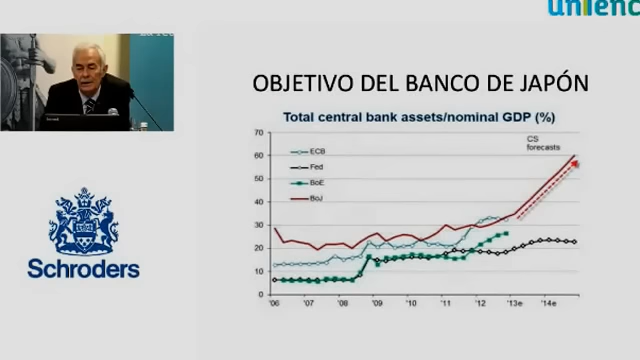 OBJETIVO DEL BANCO DE JAPÓN
Total central bank assets/nominal GDP (%)
CS
forecasts
70
60
50
40
30
20
10
0
ECB
Fed
BoE
BoJ
'06 '07 '08 '09 '10 '11 '12 '13e '14e
Schroders